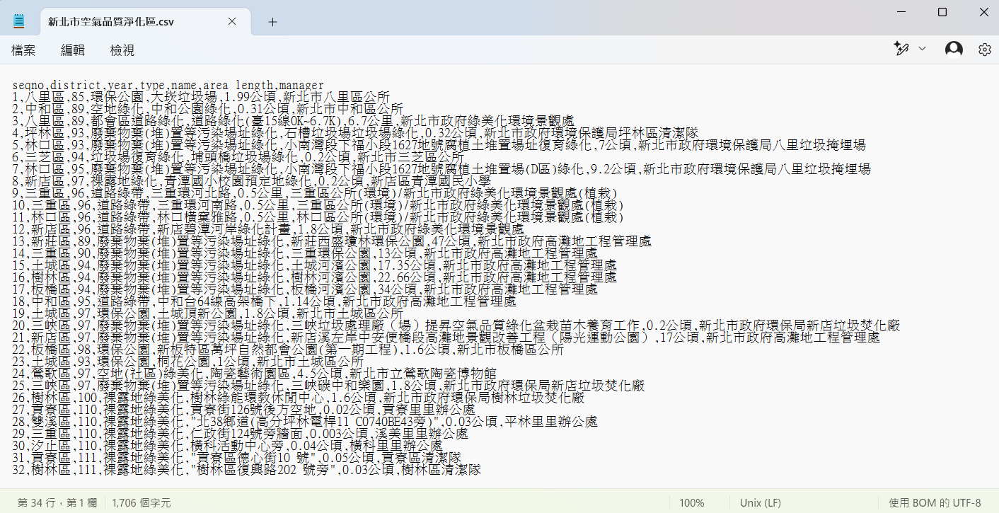 新北市空氣品質淨化區.csv
檔案 編輯 檢視
seqno,district,year,type,name,area length,manager
1,八里區,85,環保公園,大崁垃圾場,1.99公頃,新北市八里區公所
2,中和區,89,空地綠化,中和公園綠化,0.31公頃,新北市中和區公所
3,八里區,89,都會區道路綠化,道路綠化(臺15線0K~6.7K),6.7公里,新北市政府綠美化環境景觀處
4,坪林區,93,廢棄物棄(堆)置等污染場址綠化,石槽垃圾場垃圾場綠化,0.32公頃,新北市政府環境保護局坪林區清潔隊
5,林口區,93,廢棄物棄(堆)置等污染場址綠化,小南灣段下福小段1627地號腐植土堆置場址復育綠化,7公頃,新北市政府環境保護局八里垃圾掩埋場
6,三芝區,94,垃圾場復育綠化,埔頭橋垃圾場綠化,0.2公頃,新北市三芝區公所
7,林口區,95,廢棄物棄(堆)置等污染場址綠化,小南灣段下福小段1627地號腐植土堆置場(D區)綠化,9.2公頃,新北市政府環境保護局八里垃圾掩埋場
8,新店區,97,裸露地綠化,青潭國小校園預定地綠化,0.2公頃,新店區青潭國民小學
9,三重區,96,道路綠帶,三重環河北路,0.5公里,三重區公所(環境)/新北市政府綠美化環境景觀處(植栽)
10,三重區,96,道路綠帶,三重環河南路,0.5公里,三重區公所(環境)/新北市政府綠美化環境景觀處(植栽)
11,林口區,96,道路綠帶,林口橫窠雅路,0.5公里,林口區公所(環境)/新北市政府綠美化環境景觀處(植栽)
12,新店區,96,道路綠帶,新店碧潭河岸綠化計畫,1.8公頃,新北市政府綠美化環境景觀處
13,新莊區,89,廢棄物棄(堆)置等污染場址綠化,新莊西盛瓊林環保公園,47公頃,新北市政府高灘地工程管理處
14,三重區,90,廢棄物棄(堆)置等污染場址綠化,三重環保公園,13公頃,新北市政府高灘地工程管理處
15,土城區,94,廢棄物棄(堆)置等污染場址綠化,土城河濱公園,17.35公頃,新北市政府高灘地工程管理處
16,樹林區,94,廢棄物棄(堆)置等污染場址綠化,樹林河濱公園,22.66公頃,新北市政府高灘地工程管理處
17,板橋區,94,廢棄物棄(堆)置等污染場址綠化,板橋河濱公園,34公頃,新北市政府高灘地工程管理處
18,中和區,95,道路綠帶,中和台64線高架橋下,1.14公頃,新北市政府高灘地工程管理處
19,土城區,97,環保公園,土城頂新公園,1.8公頃,新北市土城區公所
20,三峽區,97,廢棄物棄(堆)置等污染場址綠化,三峽垃圾處理廠（場）提昇空氣品質綠化盆栽苗木養育工作,0.2公頃,新北市政府環保局新店垃圾焚化廠
21,新店區,97,廢棄物棄(堆)置等污染場址綠化,新店溪左岸中安便橋段高灘地景觀改善工程（陽光運動公園）,17公頃,新北市政府高灘地工程管理處
22,板橋區,98,環保公園,新板特區萬坪自然都會公園(第一期工程),1.6公頃,新北市板橋區公所
23,土城區,93,環保公園,桐花公園,1公頃,新北市土城區公所
24,鶯歌區,97,空地(社區)綠美化,陶瓷藝術園區,4.5公頃,新北市立鶯歌陶瓷博物館
25,三峽區,97,廢棄物棄(堆)置等污染場址綠化,三峽碳中和樂園,1.8公頃,新北市政府環保局新店垃圾焚化廠
26,樹林區,100,裸露地綠美化,樹林綠能環教休閒中心,1.6公頃,新北市政府環保局樹林垃圾焚化廠
27,貢寮區,110,裸露地綠美化,貢寮街126號後方空地,0.02公頃,貢寮里里辦公處
28,雙溪區,110,裸露地綠美化,"北38鄉道(高分坪林電桿11 C0740BE43旁)",0.03公頃,平林里里辦公處
29,三重區,110,裸露地綠美化,仁政街124號旁牆面,0.003公頃,溪美里里辦公處
30,汐止區,110,裸露地綠美化,橫科活動中心旁,0.04公頃,橫科里里辦公處
31,貢寮區,111,裸露地綠美化,"貢寮區德心街10 號",0.05公頃,貢寮區清潔隊
32,樹林區,111,裸露地綠美化,"樹林區復興路202 號旁",0.03公頃,樹林區清潔隊
第 34 行，第 1 欄 1,706 個字元 100% Unix (LF) 使用 BOM 的 UTF-8